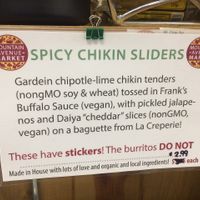 MOUNTAIN
AVENUE
MARKET
SPICY CHIKIN SLIDERS
Gardein chipotle-lime chikin tenders
(nongMO soy & wheat) tossed in Frank's
Buffalo Sauce (vegan), with pickled jalape-
nos and Daiya "cheddar" slices (nonGMO,
vegan) on a baguette from La Creperie!
These have stickers! The burritos DO NOT
Made in House with lots of love and organic and local ingredients!
$2.99
each